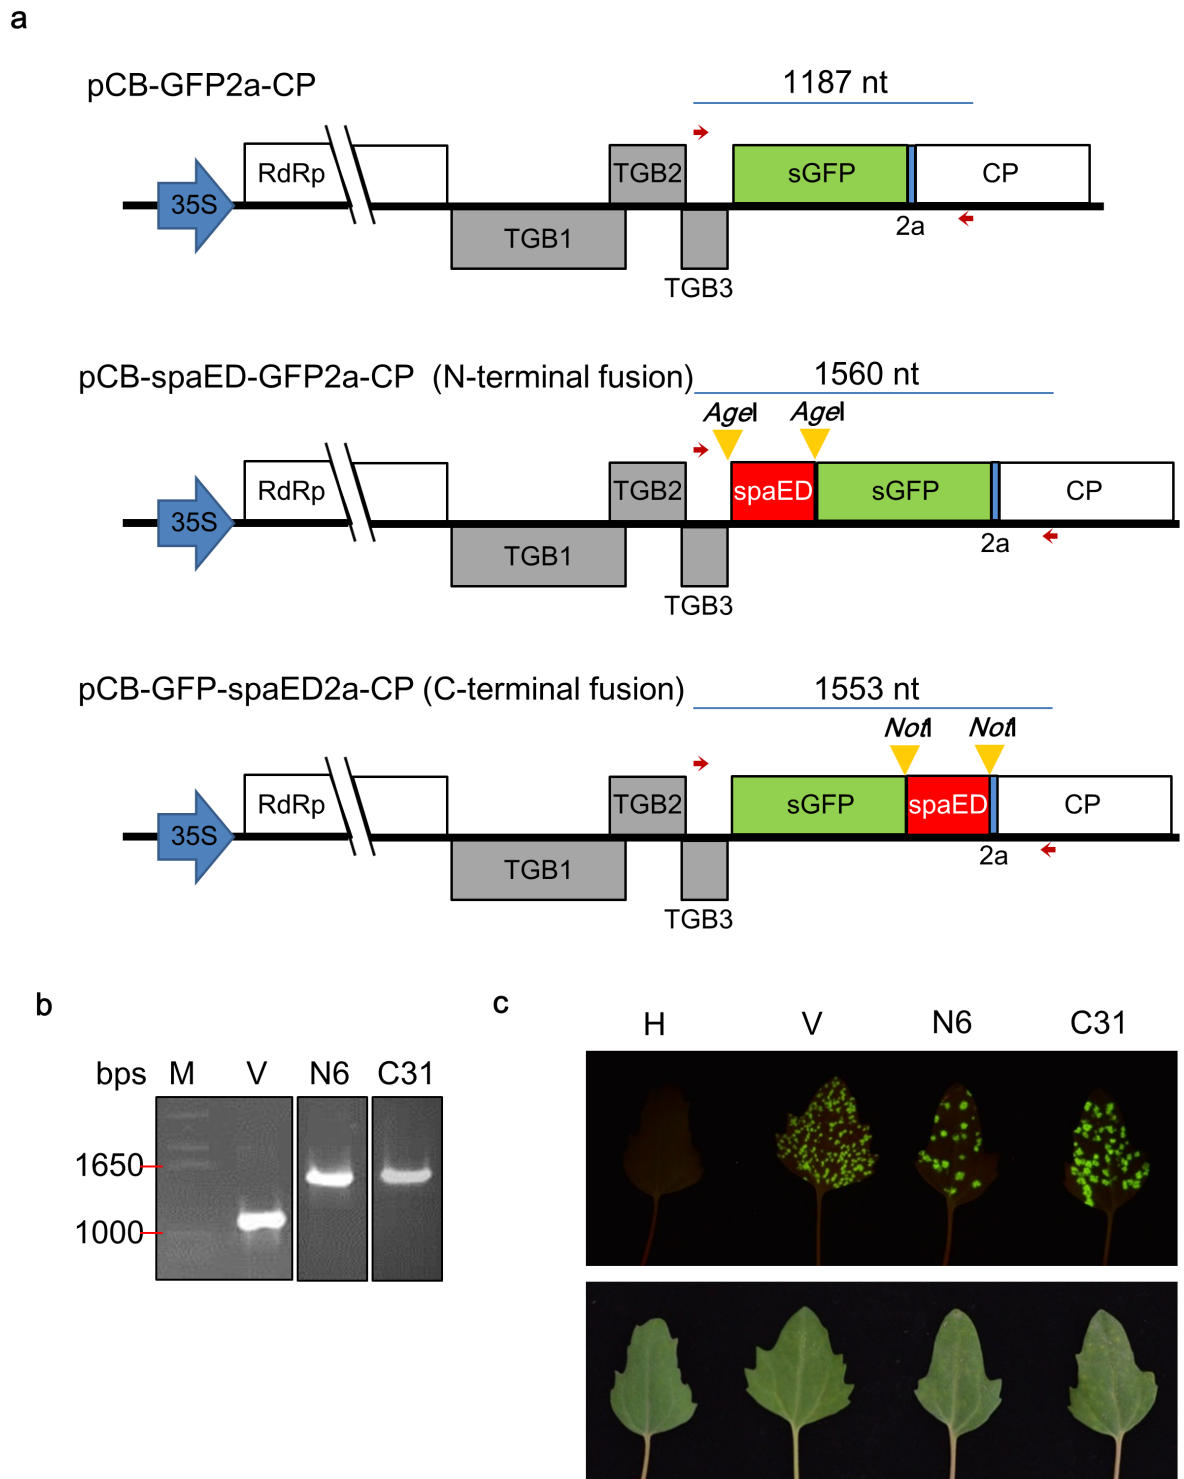 a
pCB-GFP2a-CP
1187 nt
RdRp
TGB2
sGFP
CP
35S
TGB1
2a
TGB3
pCB-spaED-GFP2a-CP (N-terminal fusion)
1560 nt
AgeI AgeI
RdRp
TGB2
spaED
sGFP
CP
35S
TGB1
2a
TGB3
pCB-GFP-spaED2a-CP (C-terminal fusion)
1553 nt
NotI NotI
RdRp
TGB2
sGFP
spaED
CP
35S
TGB1
2a
TGB3
b
bps M V N6 C31
1650
1000
c
H V N6 C31